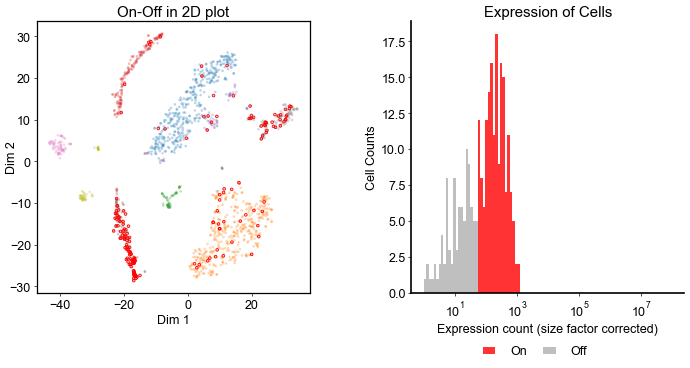 On-Off in 2D plot
Dim 2
30
20
10
0
−10
−20
−30
−40
−20
0
20
Dim 1
Expression of Cells
Cell Counts
17.5
15.0
12.5
10.0
7.5
5.0
2.5
0.0
10^1
10^3
10^5
10^7
Expression count (size factor corrected)
On
Off